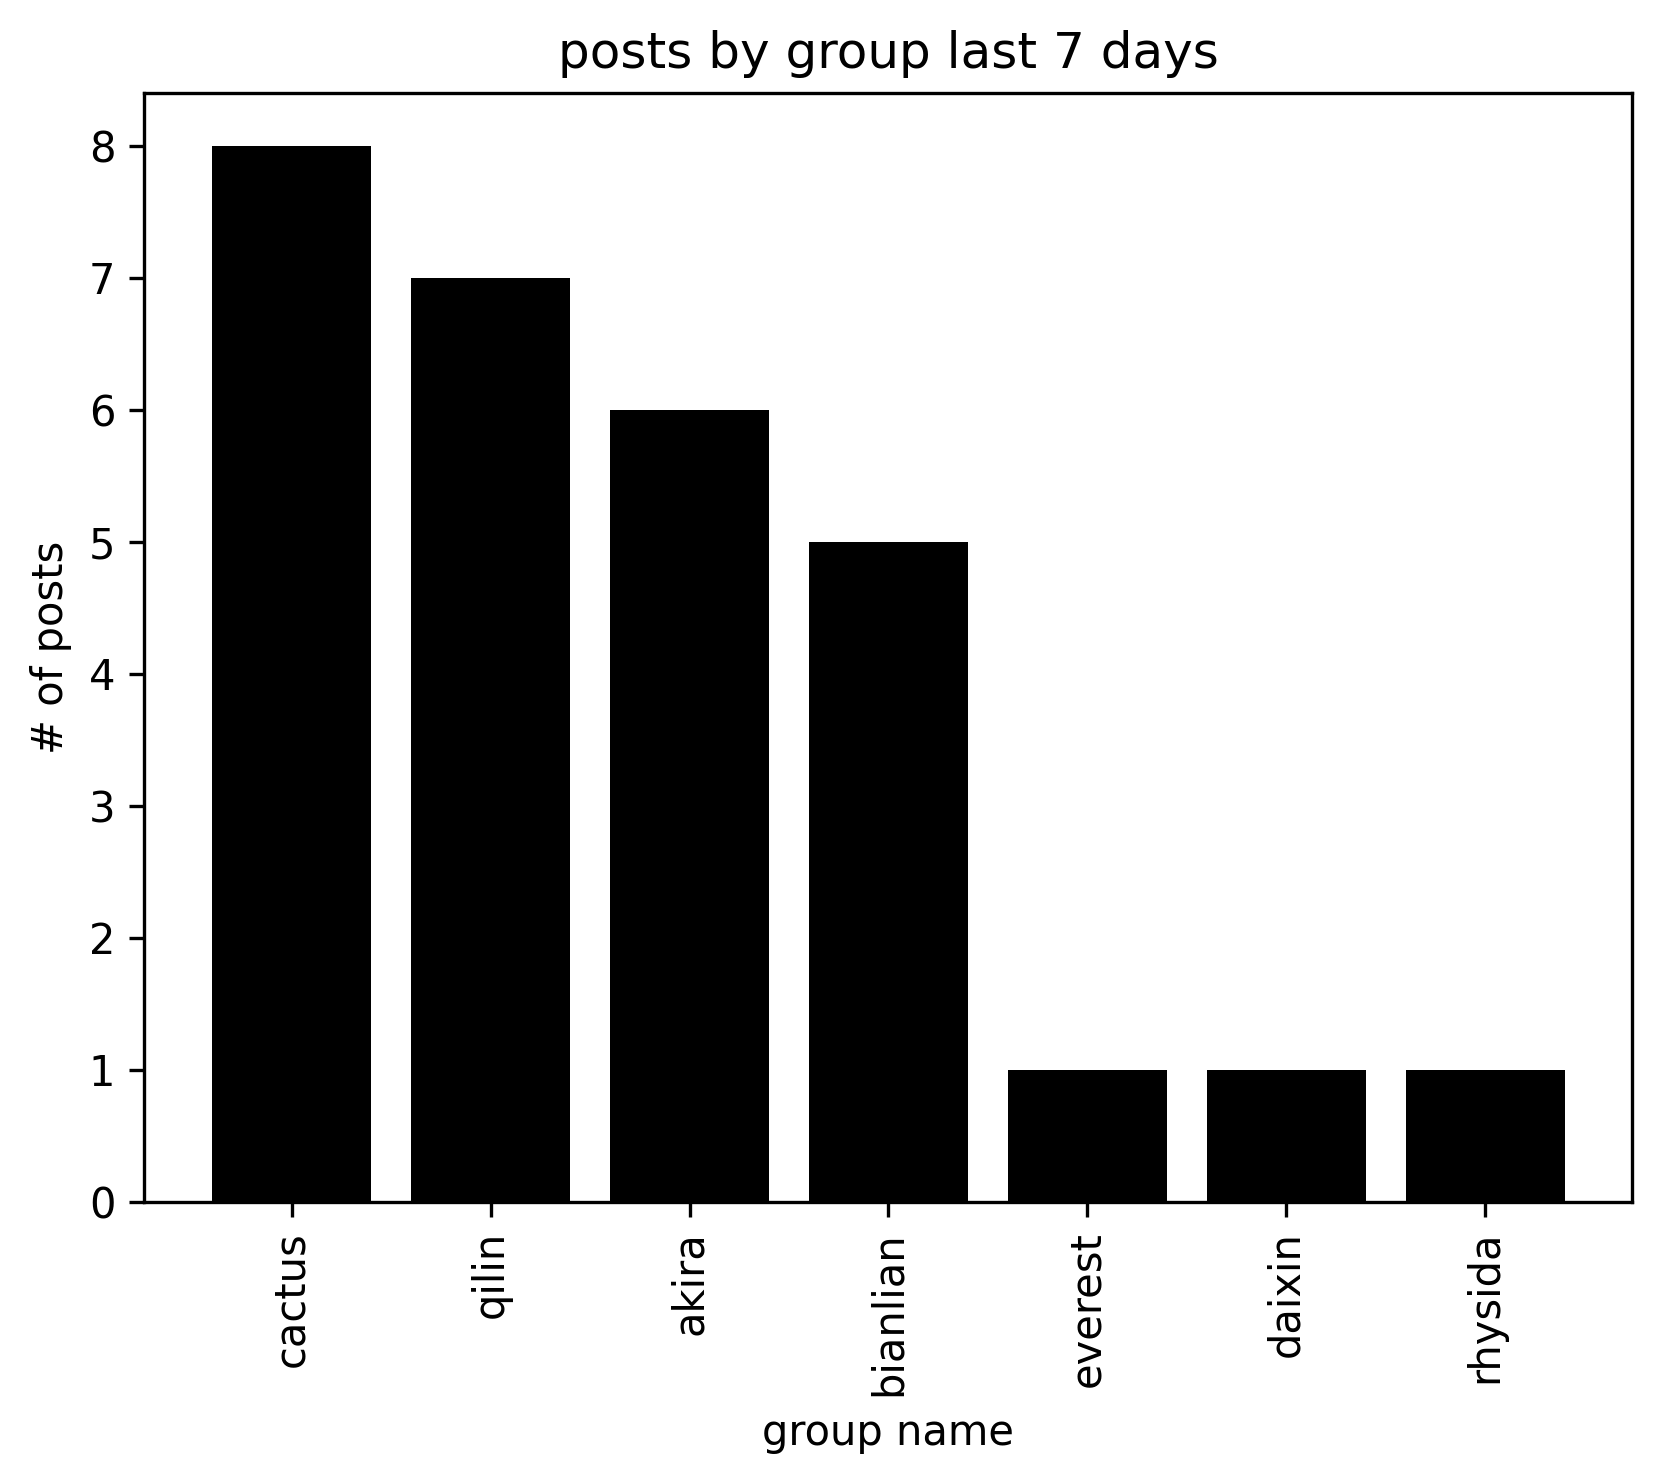 posts by group last 7 days
# of posts
8
7
6
5
4
3
2
1
0
cactus
qilin
akira
bianlian
everest
daixin
rhysida
group name